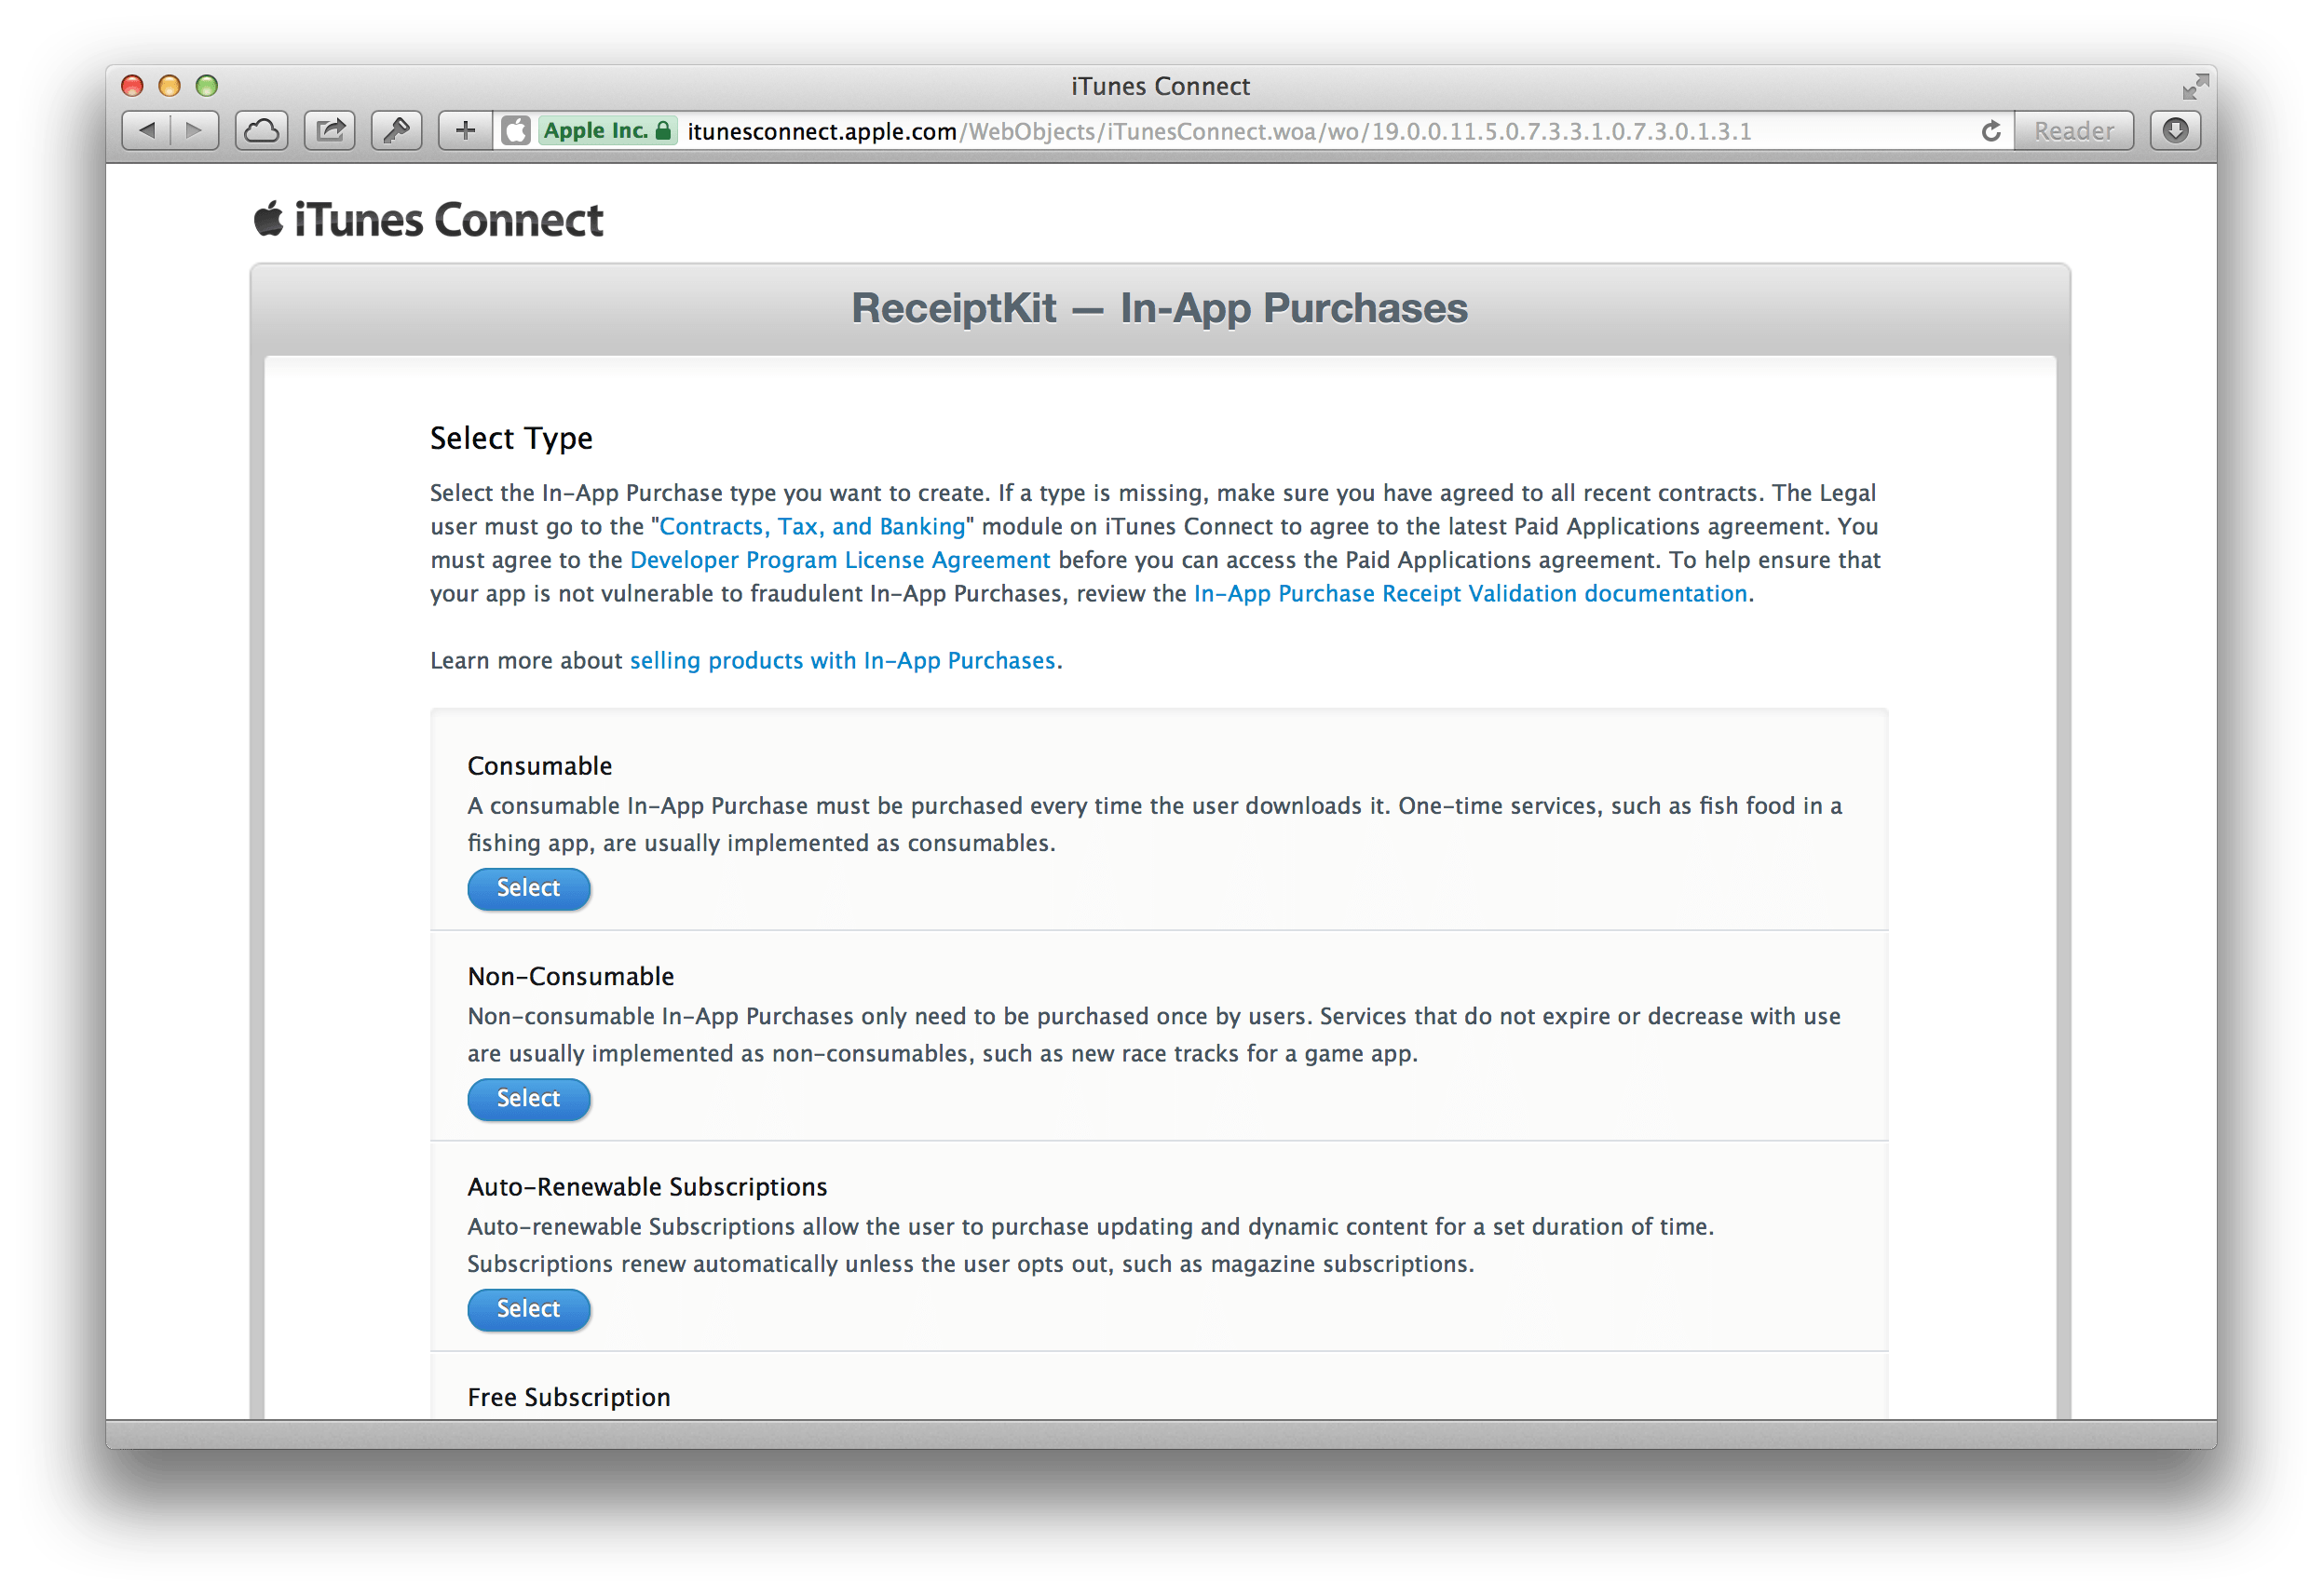 iTunes Connect
Apple Inc. itunesconnect.apple.com/WebObjects/iTunesConnect.woa/wo/19.0.0.11.5.0.7.3.3.1.0.7.3.0.1.3.1 Reader
iTunes Connect
ReceiptKit — In-App Purchases
Select Type
Select the In-App Purchase type you want to create. If a type is missing, make sure you have agreed to all recent contracts. The Legal
user must go to the "Contracts, Tax, and Banking" module on iTunes Connect to agree to the latest Paid Applications agreement. You
must agree to the Developer Program License Agreement before you can access the Paid Applications agreement. To help ensure that
your app is not vulnerable to fraudulent In-App Purchases, review the In-App Purchase Receipt Validation documentation.
Learn more about selling products with In-App Purchases.
Consumable
A consumable In-App Purchase must be purchased every time the user downloads it. One-time services, such as fish food in a
fishing app, are usually implemented as consumables.
Select
Non-Consumable
Non-consumable In-App Purchases only need to be purchased once by users. Services that do not expire or decrease with use
are usually implemented as non-consumables, such as new race tracks for a game app.
Select
Auto-Renewable Subscriptions
Auto-renewable Subscriptions allow the user to purchase updating and dynamic content for a set duration of time.
Subscriptions renew automatically unless the user opts out, such as magazine subscriptions.
Select
Free Subscription